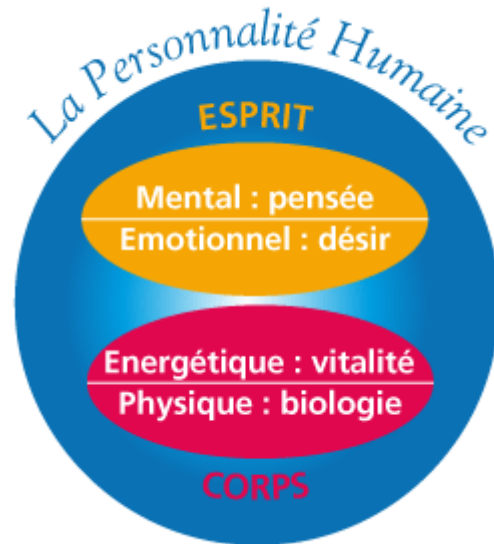 La Personnalité Humaine
ESPRIT
Mental : pensée
Emotionnel : désir
Energétique : vitalité
Physique : biologie
CORPS